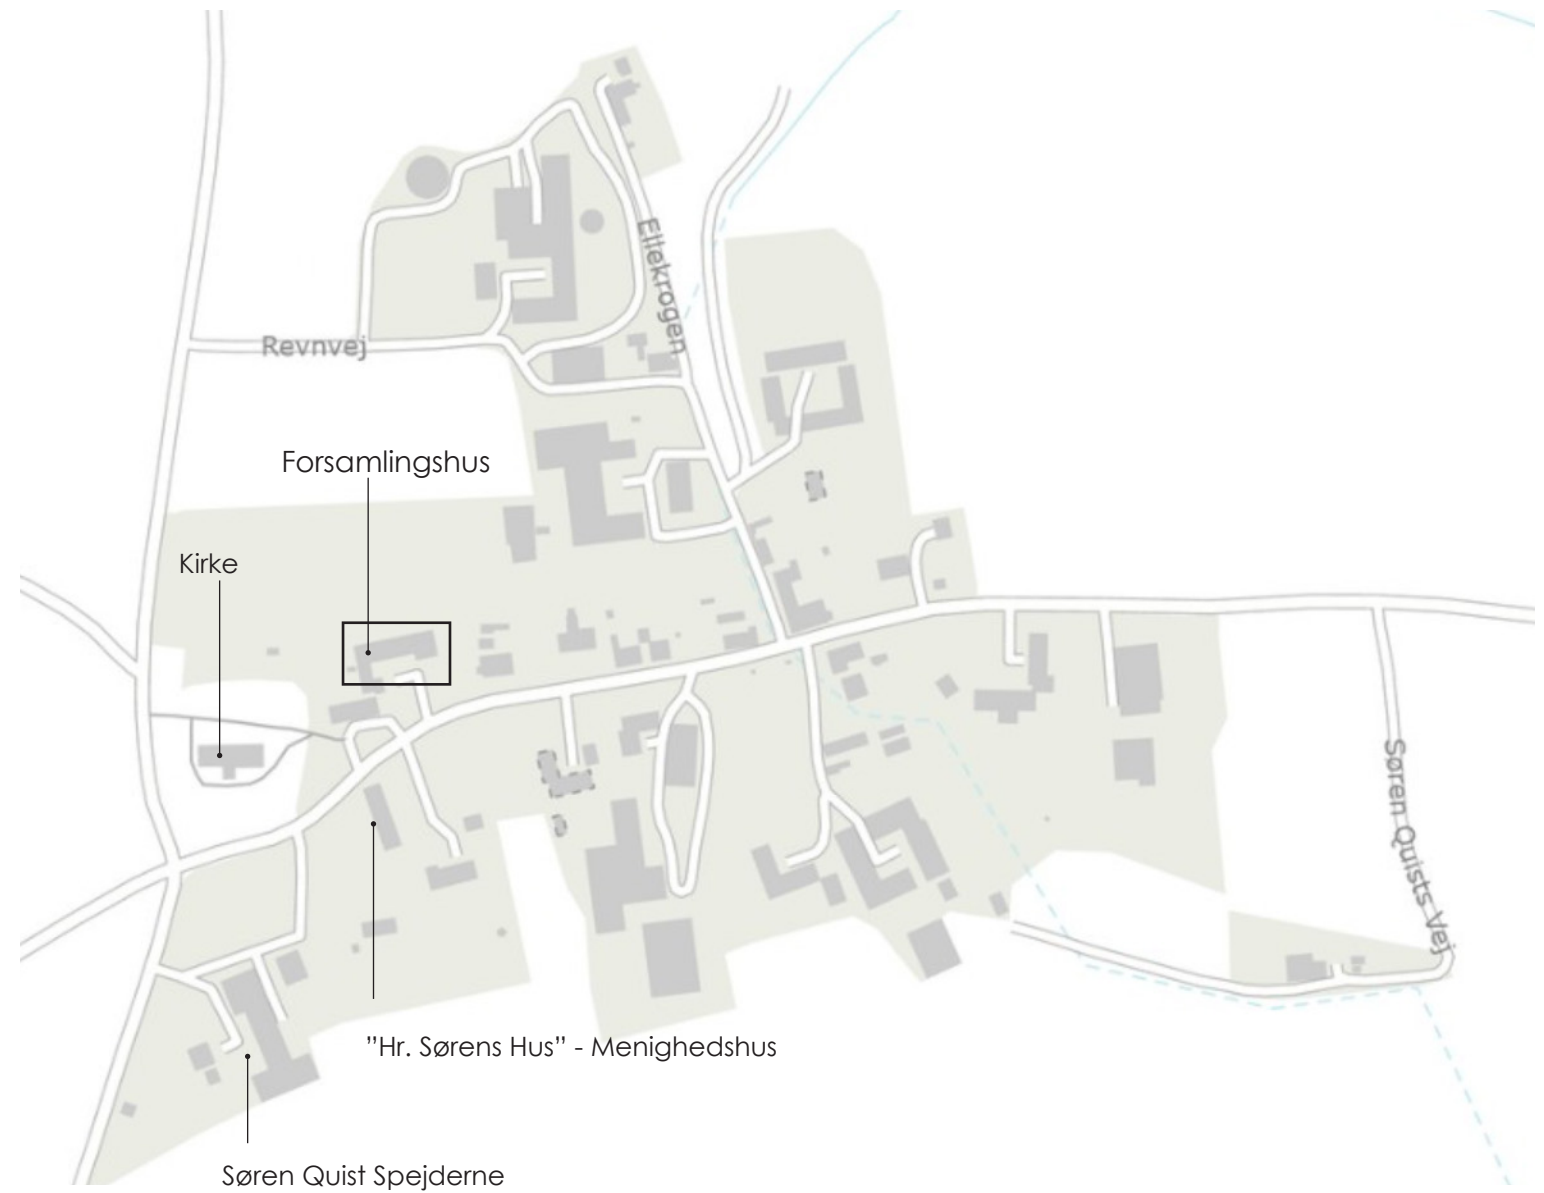 Ellekrogen
Revnvej
Forsamlingshus
Kirke
Søren Quists Vej
”Hr. Sørens Hus” - Menighedshus
Søren Quist Spejderne